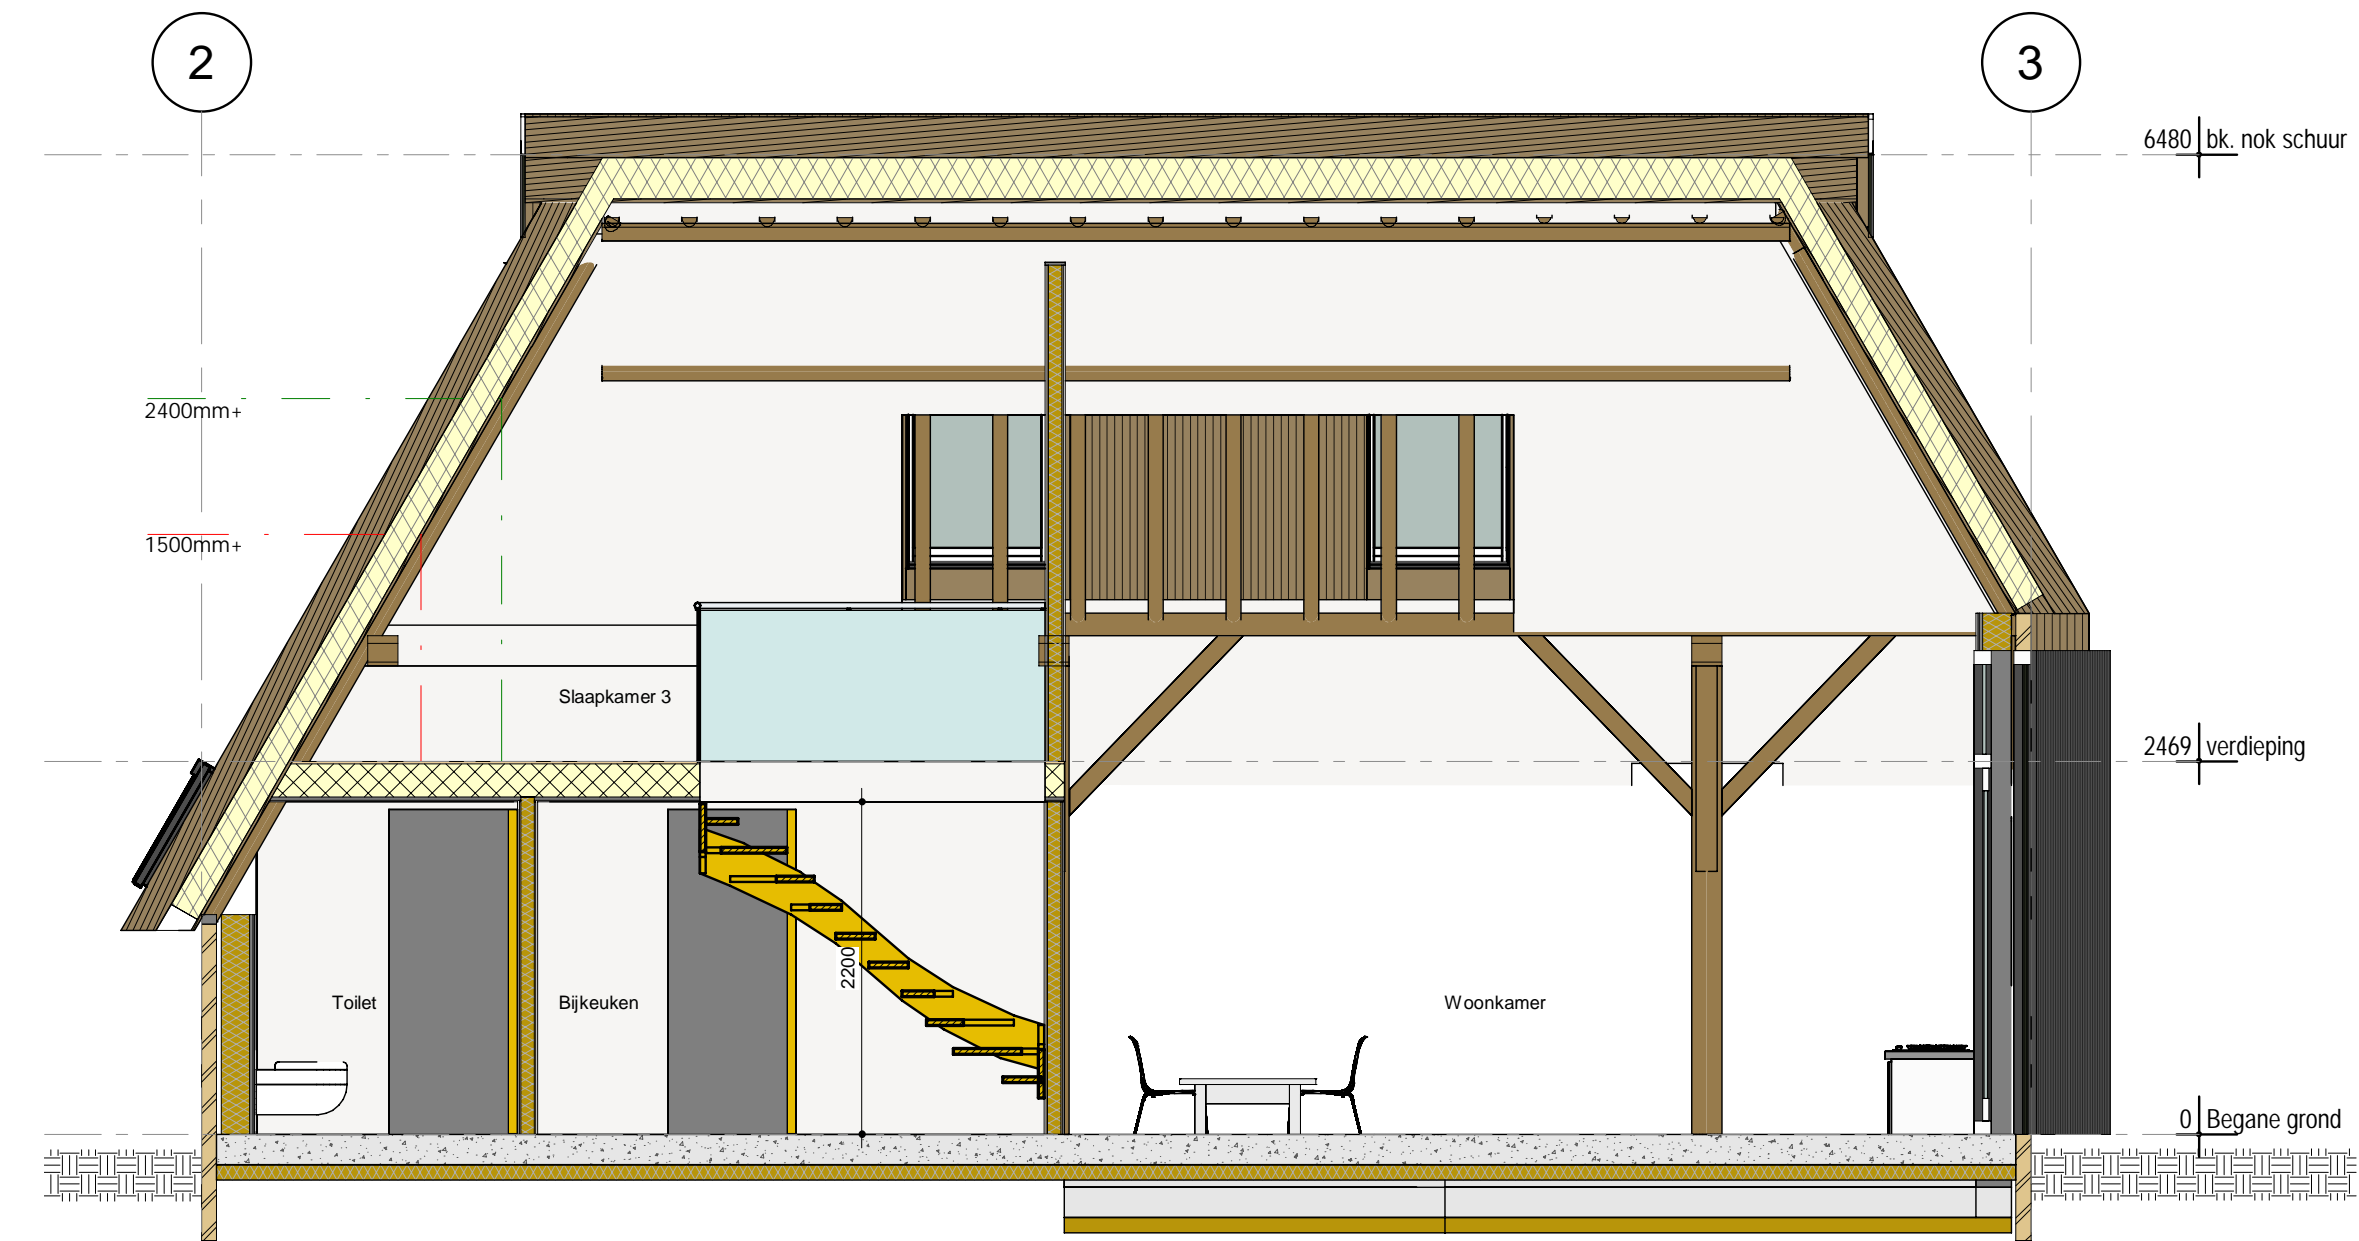 2
3
6480 bk. nok schuur
2400mm+
1500mm+
Slaapkamer 3
2469 verdieping
2200
Toilet
Bijkeuken
Woonkamer
0 Begane grond